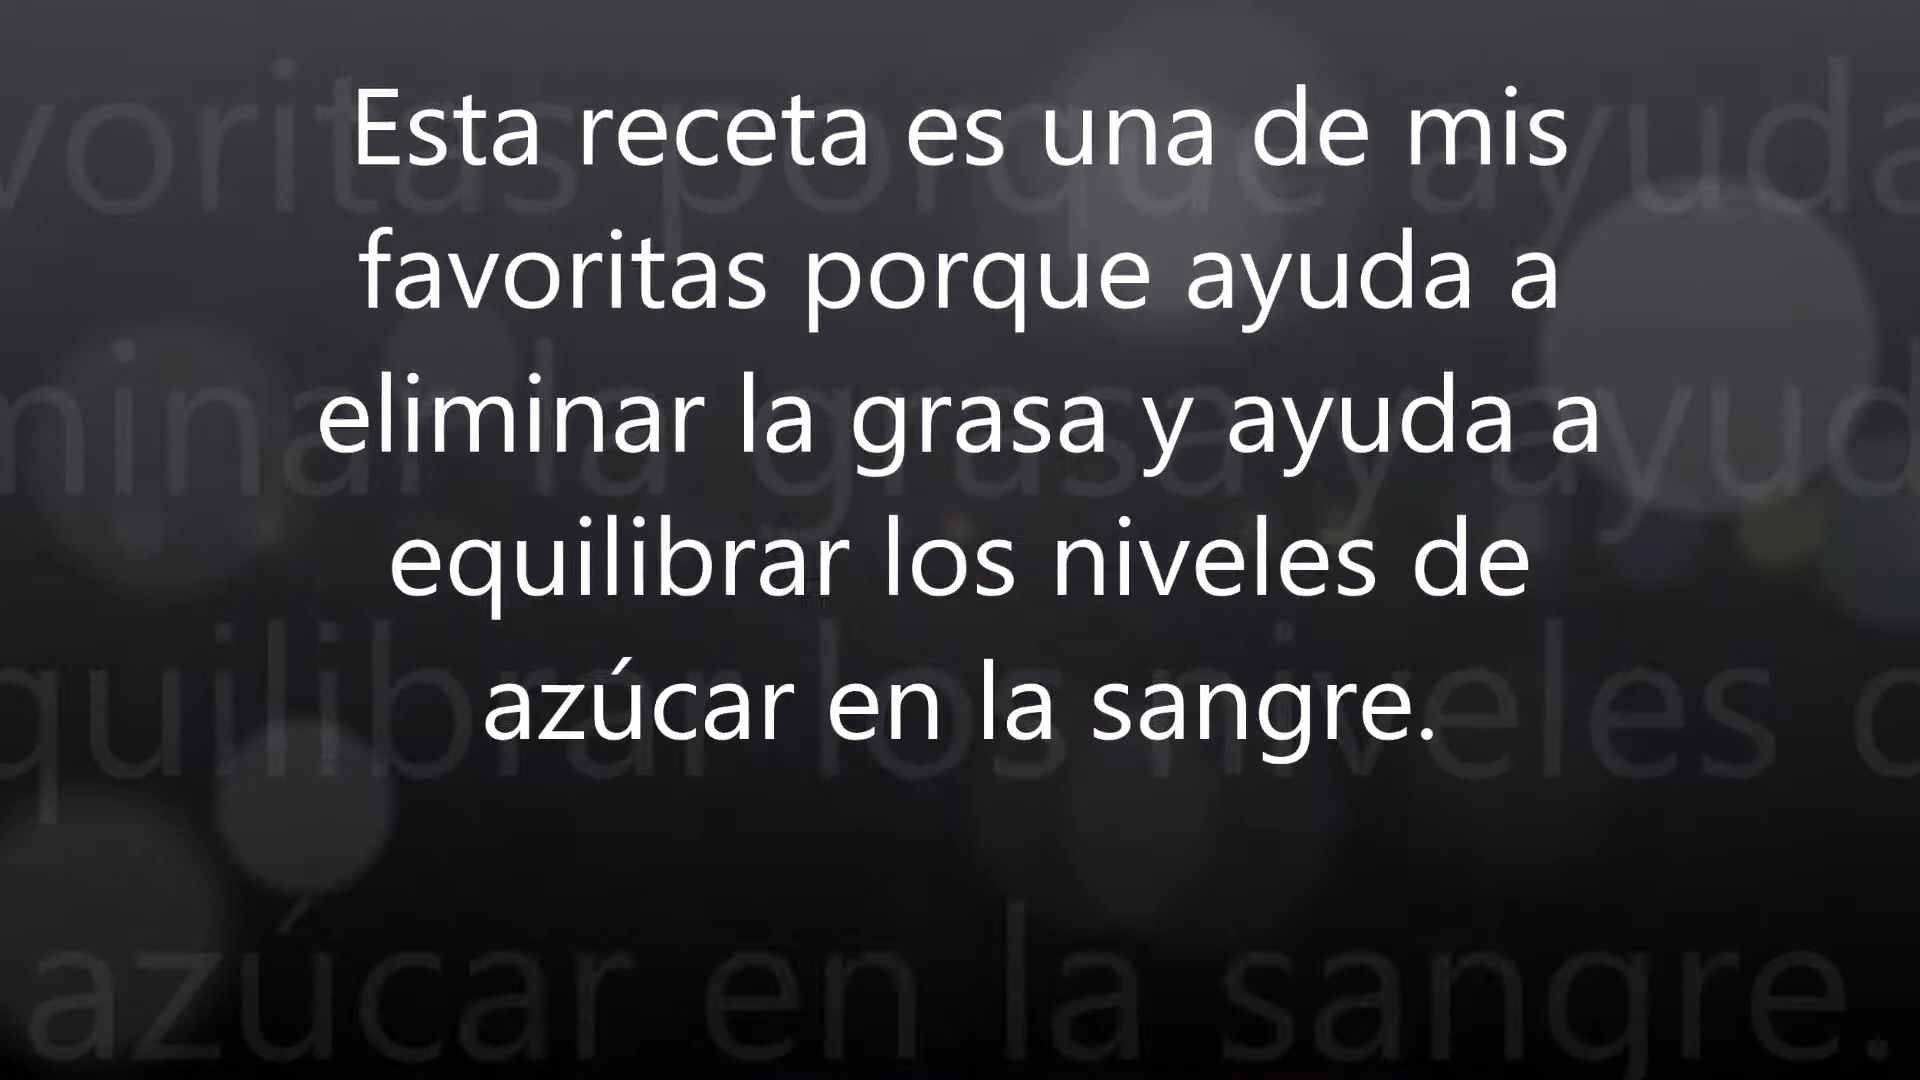 Esta receta es una de mis
favoritas porque ayuda a
eliminar la grasa y ayuda a
equilibrar los niveles de
azúcar en la sangre.